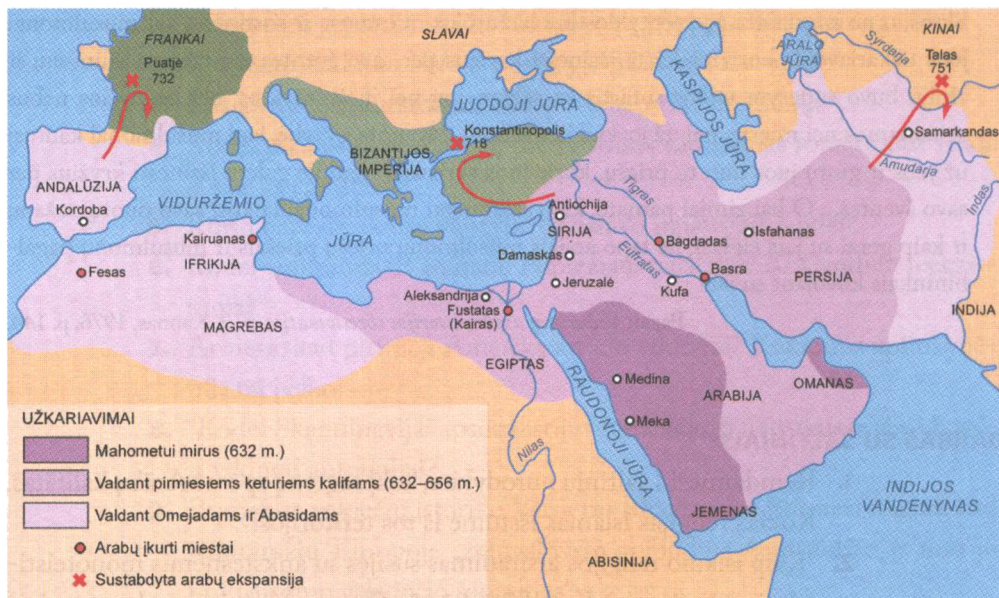 FRANKAI
Puatjė
732
SLAVAI
KINAI
ARALO
JŪRA
Syrdarja
Talas
751
JUODOJI JŪRA
KASPIJOS JŪRA
Konstantinopolis
718
Samarkandas
BIZANTIJOS
IMPERIJA
Amudarja
Indas
ANDALŪZIJA
Kordoba
VIDURŽEMIO
JŪRA
Antiochija
SIRIJA
Tigras
Eufratas
Bagdadas
Isfahanas
Kairuanas
IFRIKIJA
Fesas
Damaskas
Jeruzalė
Kufa
Basra
PERSIJA
INDIJA
Aleksandrija
Fustatas
(Kairas)
MAGREBAS
EGIPTAS
Nilas
RAUDONOJI JŪRA
Medina
Meka
ARABIJA
OMANAS
JEMENAS
ABISINIJA
INDIJOS
VANDENYNAS
UŽKARIAVIMAI
Mahometui mirus (632 m.)
Valdant pirmiesiems keturiems kalifams (632–656 m.)
Valdant Omejadams ir Abasidams
Arabų įkurti miestai
Sustabdyta arabų ekspansija